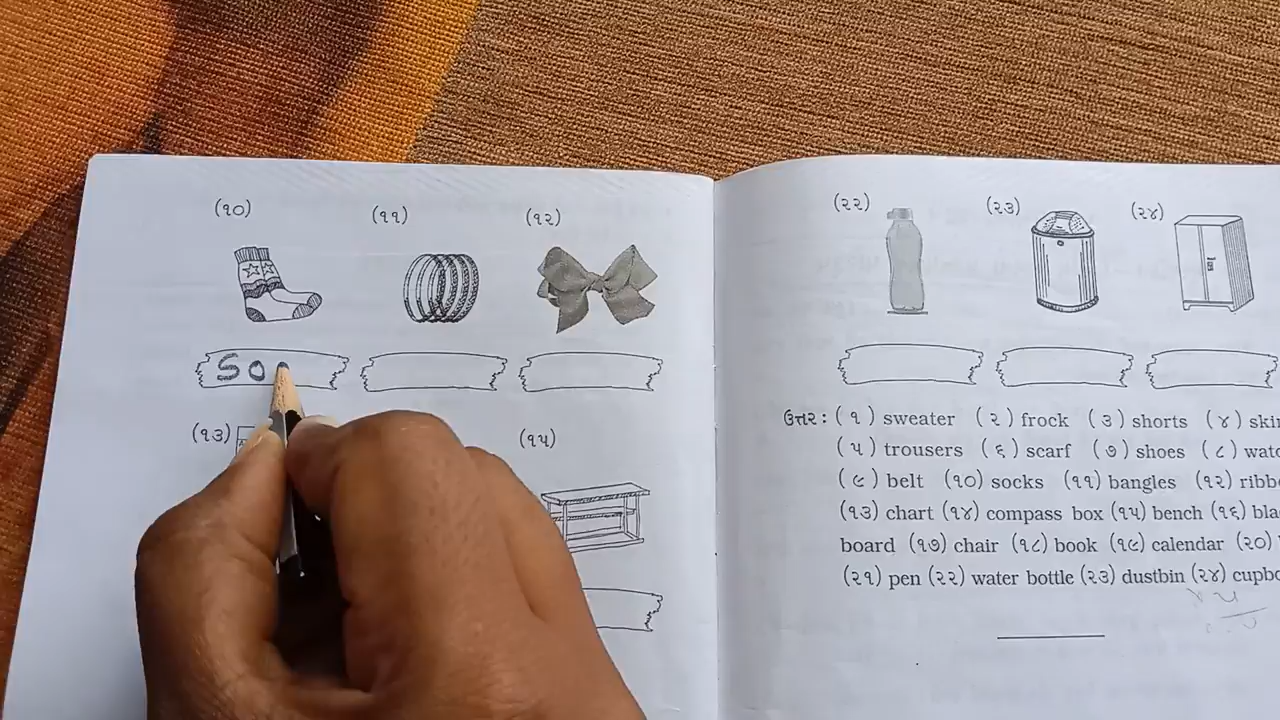 (૧૦) (૧૧) (૧૨)
so
(૧૩) (૧૫)
(૨૨) (૨૩) (૨૪)
ઉત્તર : (૧) sweater (૨) frock (૩) shorts (૪)
(૫) trousers (૬) scarf (૭) shoes (૮)
(૯) belt (૧૦) socks (૧૧) bangles (૧૨)
(૧૩) chart (૧૪) compass box (૧૫) bench (૧૬)
board (૧૭) chair (૧૮) book (૧૯) calendar (૨૦)
(૨૧) pen (૨૨) water bottle (૨૩) dustbin (૨૪)